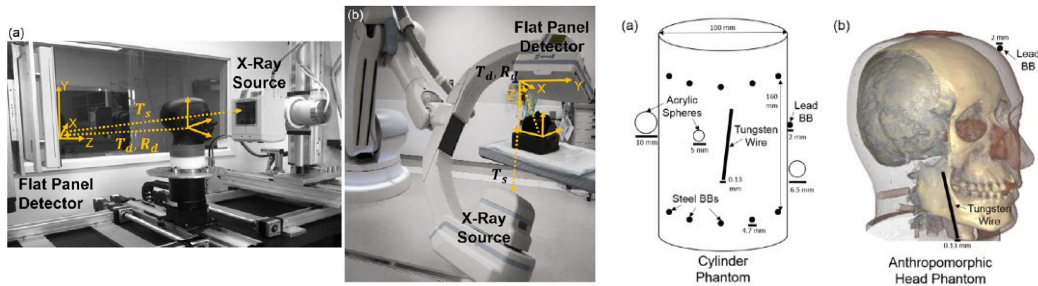 (a)
X-Ray
Source
Y
X
Z
T_s
T_d, R_d
Flat Panel
Detector
(b)
Flat Panel
Detector
T_d, R_d
Z
X
Y
T_s
X-Ray
Source
(a)
100 mm
Acrylic
Spheres
10 mm
5 mm
160
mm
Lead
BB
2 mm
Tungsten
Wire
0.13
mm
6.5 mm
Steel BBs
4.7 mm
Cylinder
Phantom
(b)
2 mm
Lead
BB
Tungsten
Wire
0.13 mm
Anthropomorphic
Head Phantom